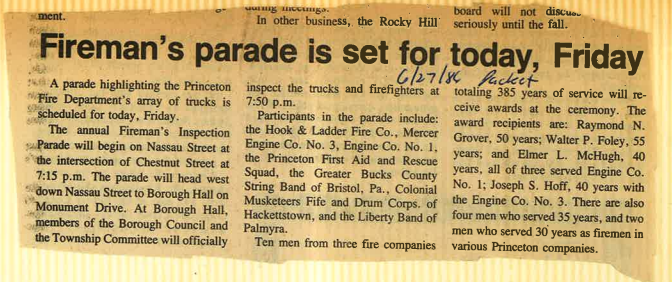 ment.
during meetings.
In other business, the Rocky Hill
board will not discuss
seriously until the fall.
Fireman's parade is set for today, Friday
6/27/86 Packet
A parade highlighting the Princeton
Fire Department's array of trucks is
scheduled for today, Friday.
The annual Fireman's Inspection
Parade will begin on Nassau Street at
the intersection of Chestnut Street at
7:15 p.m. The parade will head west
down Nassau Street to Borough Hall on
Monument Drive. At Borough Hall,
members of the Borough Council and
the Township Committee will officially
inspect the trucks and firefighters at
7:50 p.m.
Participants in the parade include:
the Hook & Ladder Fire Co., Mercer
Engine Co. No. 3, Engine Co. No. 1,
the Princeton First Aid and Rescue
Squad, the Greater Bucks County
String Band of Bristol, Pa., Colonial
Musketeers Fife and Drum Corps. of
Hackettstown, and the Liberty Band of
Palmyra.
Ten men from three fire companies
totaling 385 years of service will re-
ceive awards at the ceremony. The
award recipients are: Raymond N.
Grover, 50 years; Walter P. Foley, 55
years; and Elmer L. McHugh, 40
years, all of three served Engine Co.
No. 1; Joseph S. Hoff, 40 years with
the Engine Co. No. 3. There are also
four men who served 35 years, and two
men who served 30 years as firemen in
various Princeton companies.